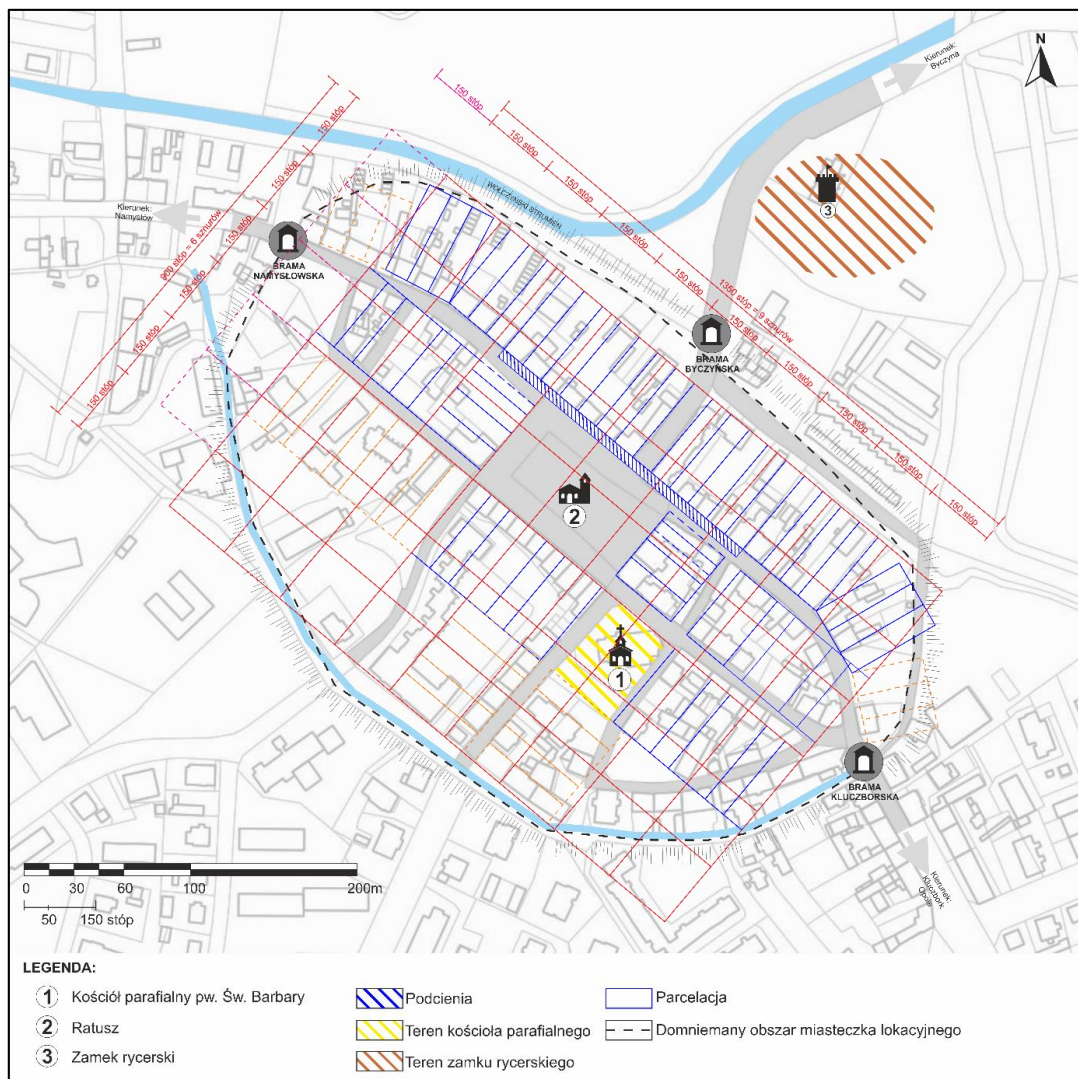 N
Kierunek:
Byczyna
150 stóp
150 stóp
150 stóp
150 stóp
150 stóp
150 stóp
150 stóp
1350 stóp = 9 sznurów
150 stóp
150 stóp
150 stóp
150 stóp
150 stóp
150 stóp
150 stóp
150 stóp
900 stóp = 6 sznurów
150 stóp
150 stóp
150 stóp
WOŁCZYŃSKI STRUMIEŃ
Kierunek:
Namysłów
BRAMA
NAMYSŁOWSKA
3
BRAMA
BYCZYŃSKA
2
1
BRAMA
KLUCZBORSKA
Kierunek:
Kluczbork
Opole
0 30 60 100 200m
50 150 stóp
LEGENDA:
1 Kościół parafialny pw. Św. Barbary
2 Ratusz
3 Zamek rycerski
Podcienia
Teren kościoła parafialnego
Teren zamku rycerskiego
Parcelacja
Domniemany obszar miasteczka lokacyjnego